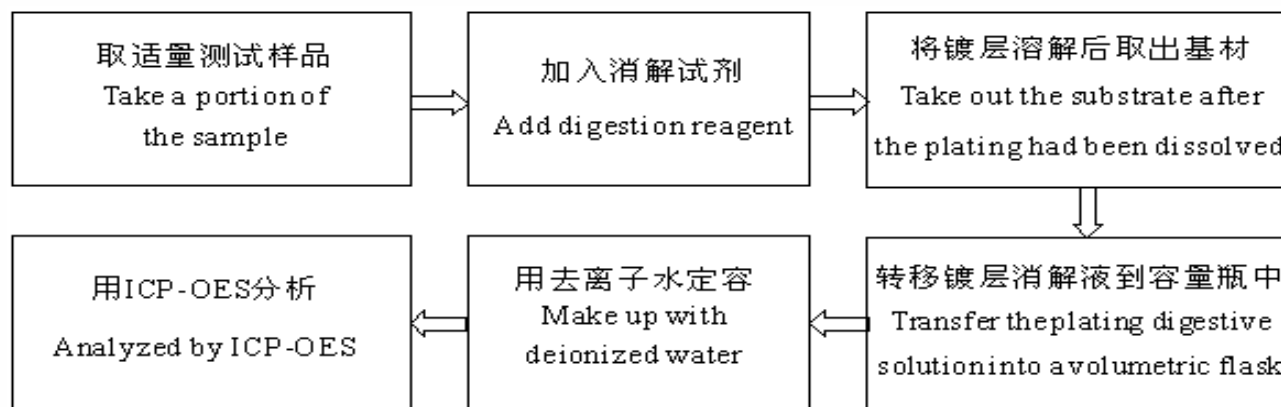 取适量测试样品
Take a portion of
the sample
加入消解试剂
Add digestion reagent
将镀层溶解后取出基材
Take out the substrate after
the plating had been dissolved
转移镀层消解液到容量瓶中
Transfer the plating digestive
solution into a volumetric flask
用去离子水定容
Make up with
deionized water
用ICP-OES分析
Analyzed by ICP-OES